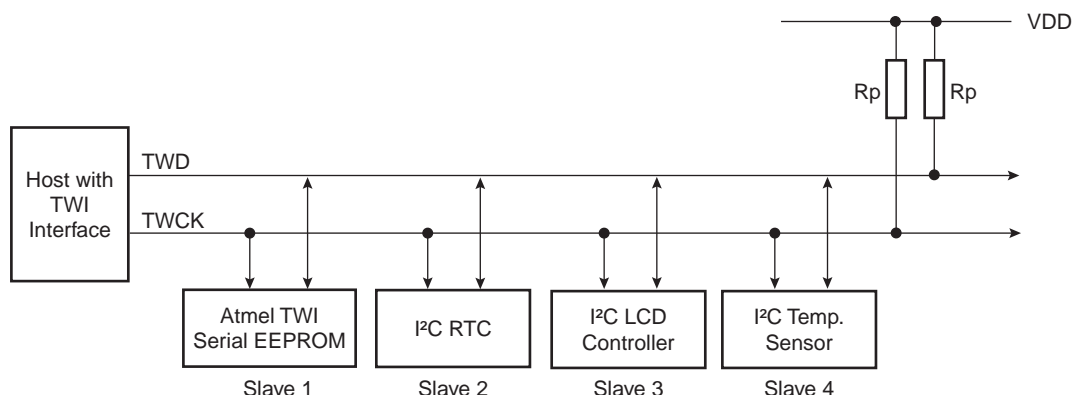 VDD
Rp
Rp
Host with
TWI
Interface
TWD
TWCK
Atmel TWI
Serial EEPROM
I²C RTC
I²C LCD
Controller
I²C Temp.
Sensor
Slave 1
Slave 2
Slave 3
Slave 4